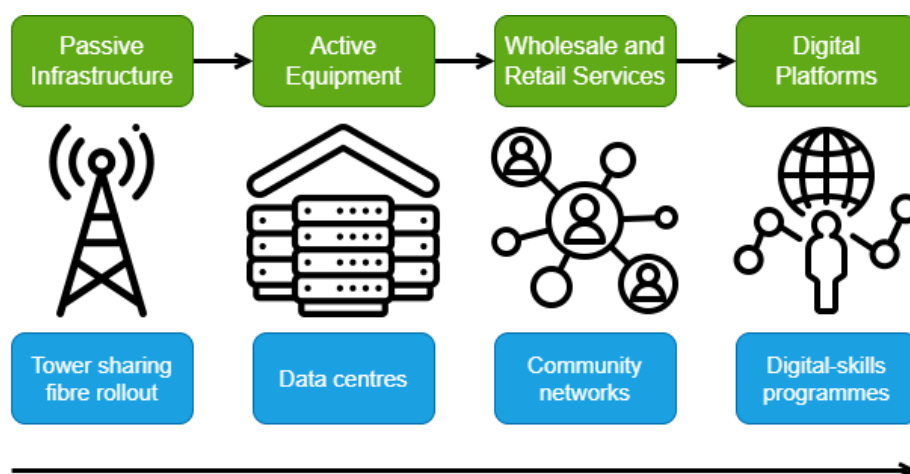 Passive
Infrastructure
Active
Equipment
Wholesale and
Retail Services
Digital
Platforms
Tower sharing
fibre rollout
Data centres
Community
networks
Digital-skills
programmes